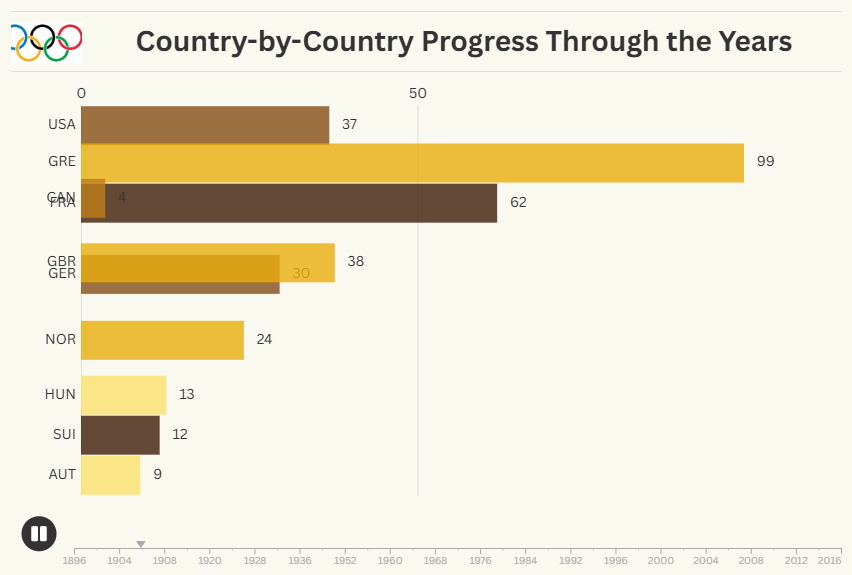 Country-by-Country Progress Through the Years
0 50
USA 37
GRE 99
CAN 4
FRA 62
GBR 38
GER 30
NOR 24
HUN 13
SUI 12
AUT 9
1896 1904 1908 1920 1928 1936 1952 1960 1968 1976 1984 1992 1996 2000 2004 2008 2012 2016